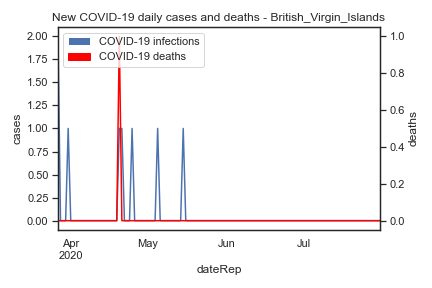 New COVID-19 daily cases and deaths - British_Virgin_Islands
COVID-19 infections
COVID-19 deaths
2.00
1.75
1.50
1.25
1.00
0.75
0.50
0.25
0.00
cases
1.0
0.8
0.6
0.4
0.2
0.0
deaths
Apr
2020
May
Jun
Jul
dateRep